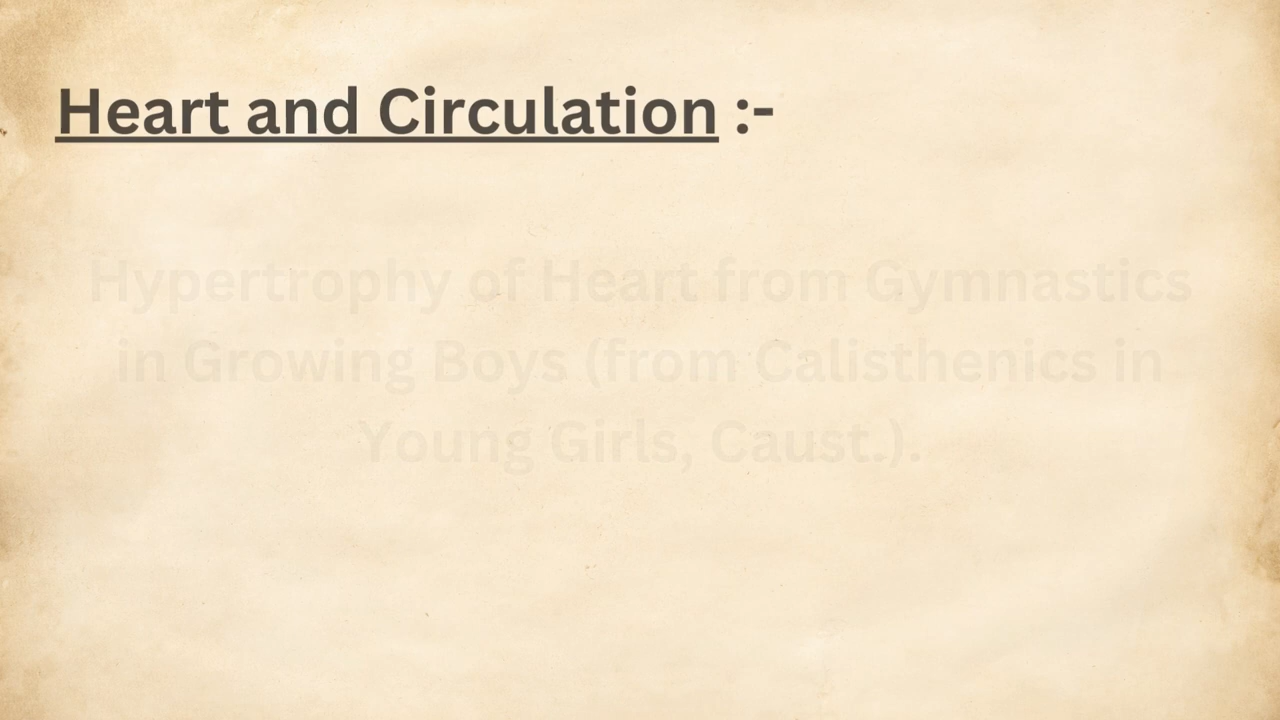 Heart and Circulation :-
Hypertrophy of Heart from Gymnastics
in Growing Boys (from Calisthenics in
Young Girls, Caust.).